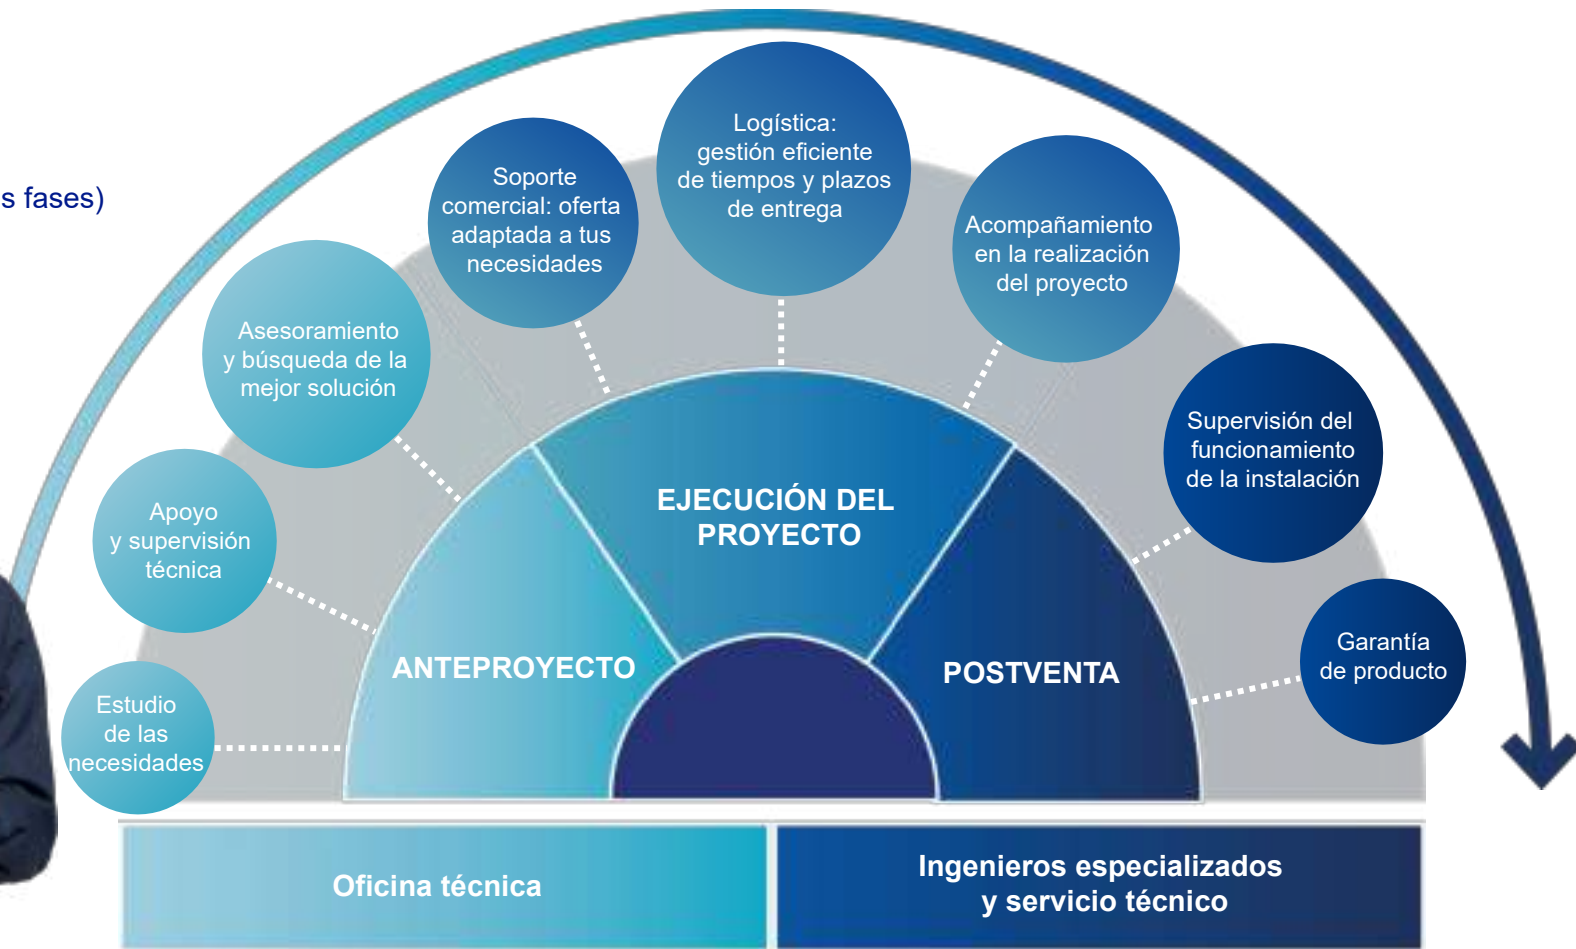 s fases)
Logística:
gestión eficiente
de tiempos y plazos
de entrega
Soporte
comercial: oferta
adaptada a tus
necesidades
Acompañamiento
en la realización
del proyecto
Asesoramiento
y búsqueda de la
mejor solución
Supervisión del
funcionamiento
de la instalación
Apoyo
y supervisión
técnica
Garantía
de producto
Estudio
de las
necesidades
EJECUCIÓN DEL
PROYECTO
ANTEPROYECTO
POSTVENTA
Oficina técnica
Ingenieros especializados
y servicio técnico